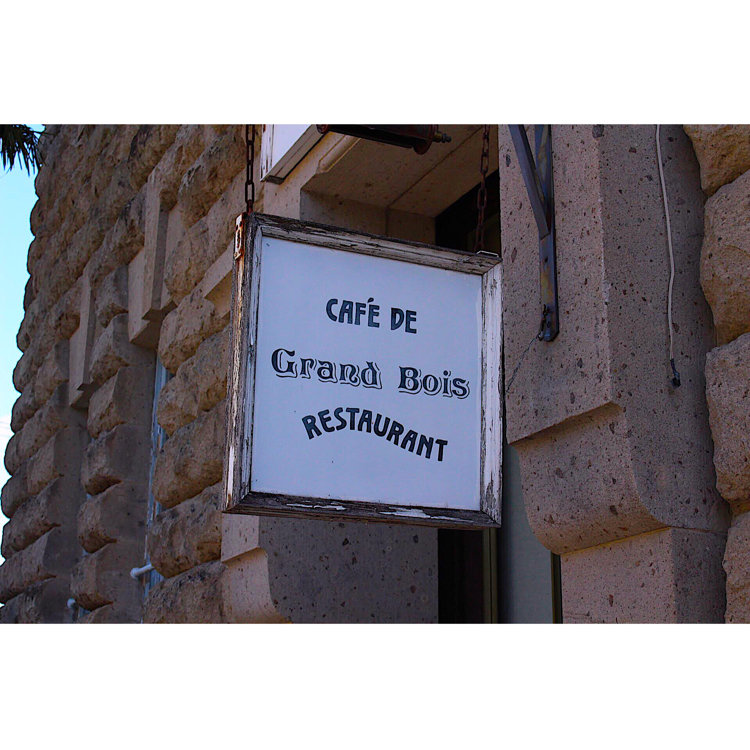 CAFÉ DE
Grand Bois
RESTAURANT